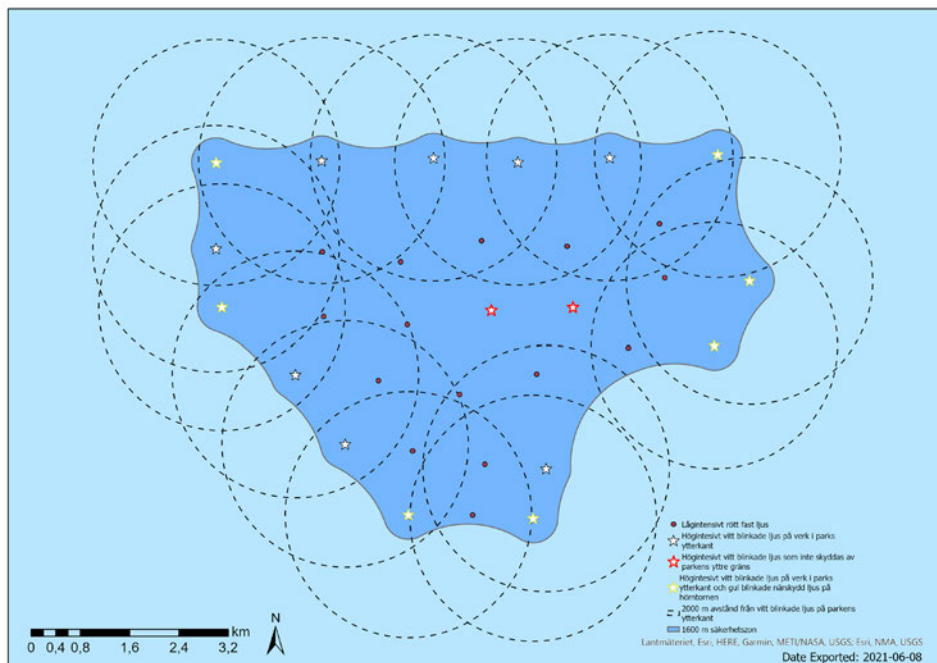 Lågintensivt rött fast ljus
Högintesivt vitt blinkade ljus på verk i parks
ytterkant
Högintesivt vitt blinkade ljus som inte skyddas av
parkens yttre gräns
Högintesivt vitt blinkade ljus på verk i parks
ytterkant och gul blinkade närskydd ljus på
hörntornen
2000 m avstånd från vitt blinkade ljus på parkens
ytterkant
1600 m säkerhetszon
km
0 0,4 0,8 1,6 2,4 3,2
N
Lantmäteriet, Esri, HERE, Garmin, METI/NASA, USGS; Esri, NMA, USGS
Date Exported: 2021-06-08